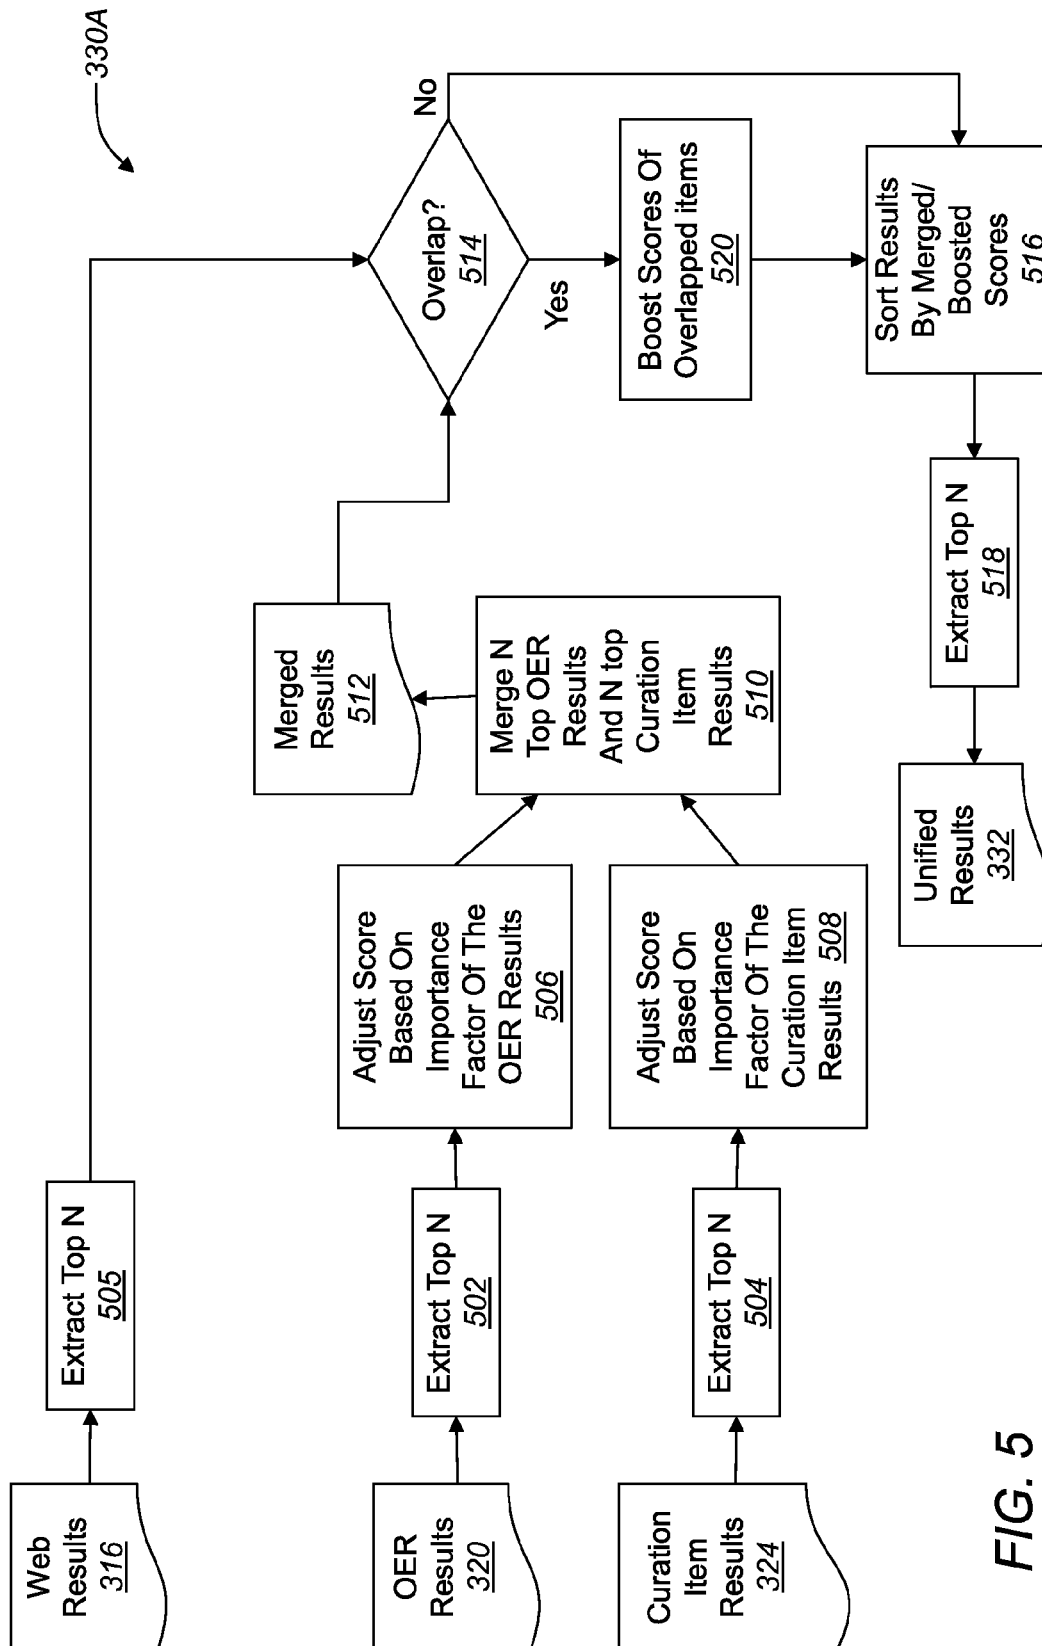 330A
Web
Results
316
Extract Top N
505
OER
Results
320
Extract Top N
502
Adjust Score
Based On
Importance
Factor Of The
OER Results
506
Curation
Item
Results
324
Extract Top N
504
Adjust Score
Based On
Importance
Factor Of The
Curation Item
Results 508
Merge N
Top OER
Results
And N top
Curation
Item
Results
510
Merged
Results
512
Overlap?
514
No
Yes
Boost Scores Of
Overlapped items
520
Sort Results
By Merged/
Boosted
Scores
516
Extract Top N
518
Unified
Results
332
FIG. 5